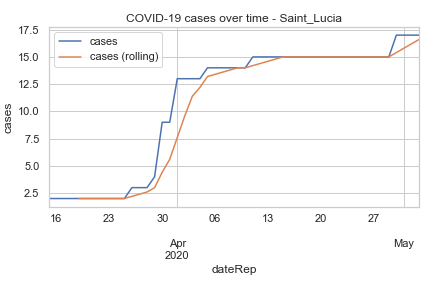 COVID-19 cases over time - Saint_Lucia
cases
cases (rolling)
17.5
15.0
12.5
10.0
7.5
5.0
2.5
cases
16 23 30 06 13 20 27
Apr May
2020
dateRep